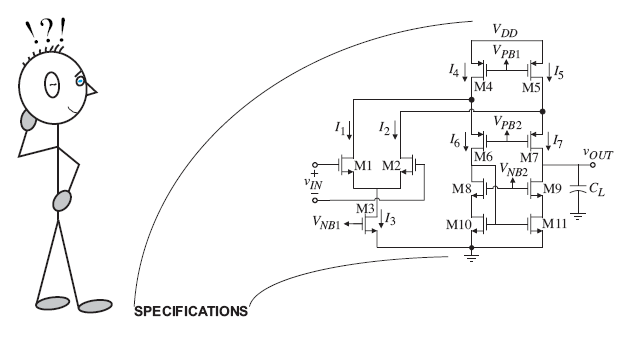 !?!
VDD
VPB1
I4
I5
M4
M5
I1
I2
VPB2
I6
I7
M6
M7
vOUT
M1
M2
+
vIN
−
VNB2
M8
M9
CL
M3
VNB1
I3
M10
M11
SPECIFICATIONS